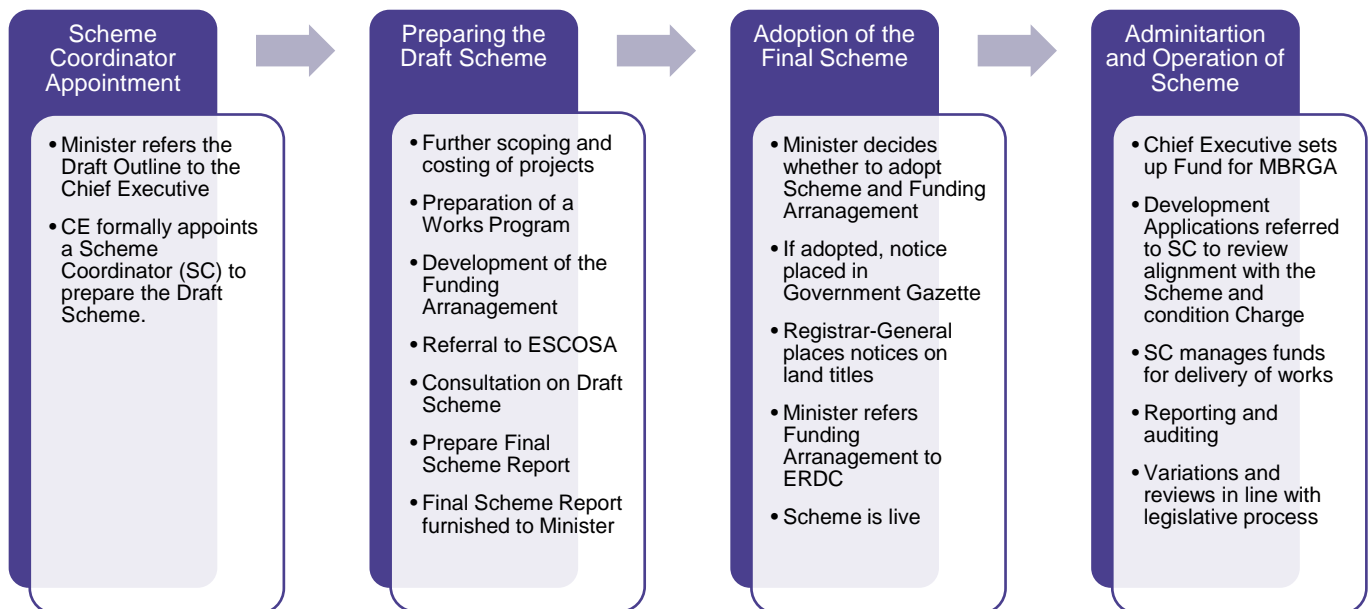 Scheme
Coordinator
Appointment
• Minister refers the
Draft Outline to the
Chief Executive
• CE formally appoints
a Scheme
Coordinator (SC) to
prepare the Draft
Scheme.
Preparing the
Draft Scheme
• Further scoping and
costing of projects
• Preparation of a
Works Program
• Development of the
Funding
Arranagement
• Referral to ESCOSA
• Consultation on Draft
Scheme
• Prepare Final
Scheme Report
• Final Scheme Report
furnished to Minister
Adoption of the
Final Scheme
• Minister decides
whether to adopt
Scheme and Funding
Arranagement
• If adopted, notice
placed in
Government Gazette
• Registrar-General
places notices on
land titles
• Minister refers
Funding
Arranagement to
ERDC
• Scheme is live
Adminitartion
and Operation of
Scheme
• Chief Executive sets
up Fund for MBRGA
• Development
Applications referred
to SC to review
alignment with the
Scheme and
condition Charge
• SC manages funds
for delivery of works
• Reporting and
auditing
• Variations and
reviews in line with
legislative process